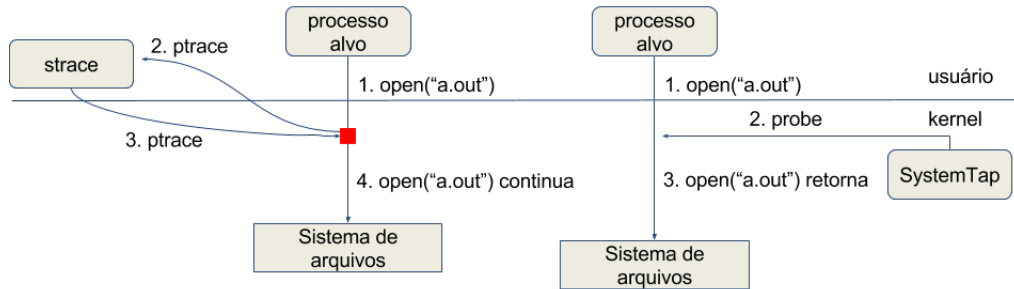 processo
alvo
processo
alvo
2. ptrace
strace
1. open(“a.out”)
1. open(“a.out”)
usuário
3. ptrace
2. probe
kernel
4. open(“a.out”) continua
3. open(“a.out”) retorna
SystemTap
Sistema de
arquivos
Sistema de
arquivos